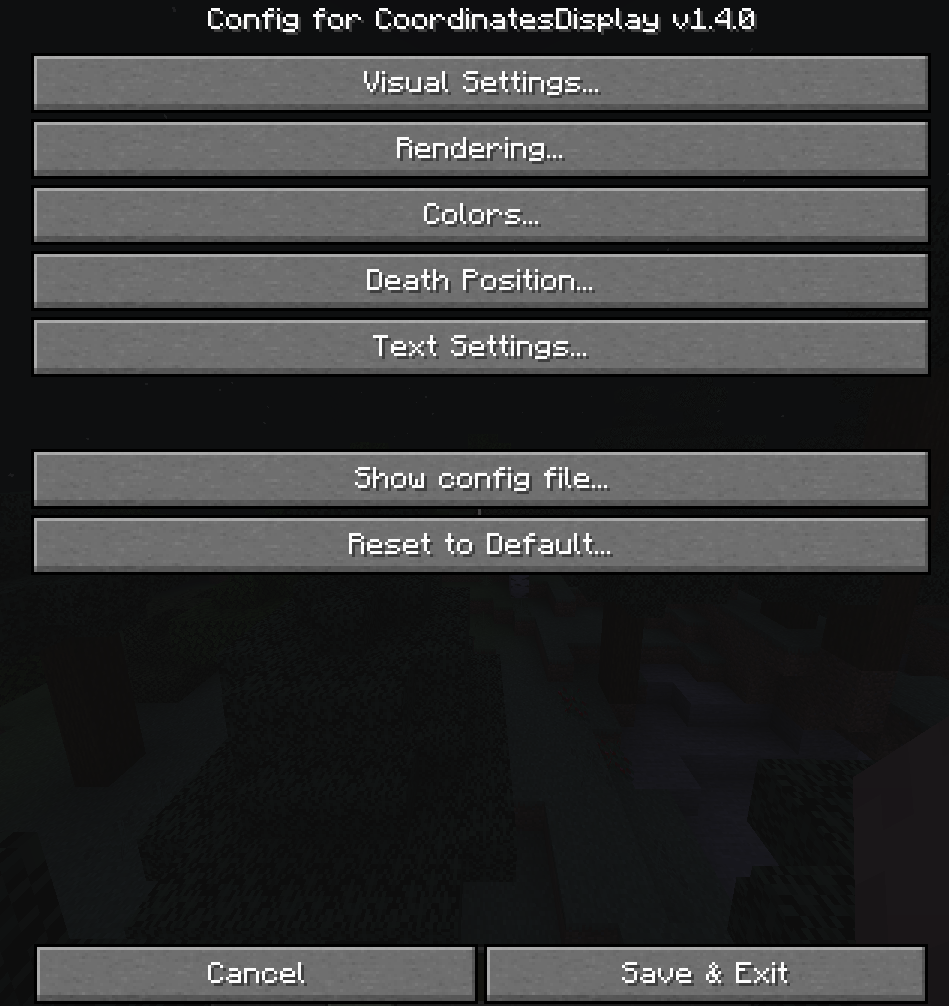 Config for CoordinatesDisplay v1.4.0
Visual Settings...
Rendering...
Colors...
Death Position...
Text Settings...
Show config file...
Reset to Default...
Cancel
Save & Exit